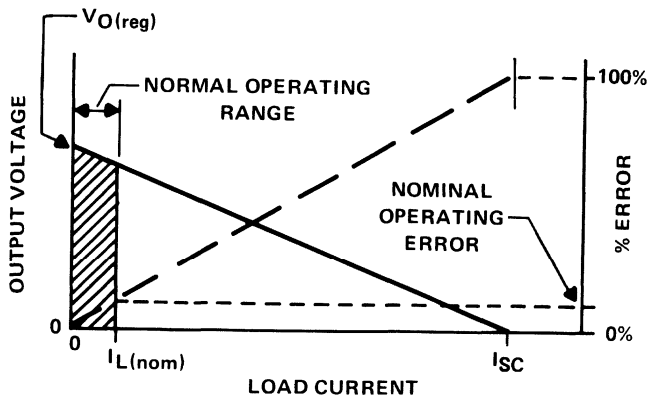 VO(reg)
NORMAL OPERATING
RANGE
100%
OUTPUT VOLTAGE
NOMINAL
OPERATING
ERROR
% ERROR
0
0%
0
IL(nom)
ISC
LOAD CURRENT